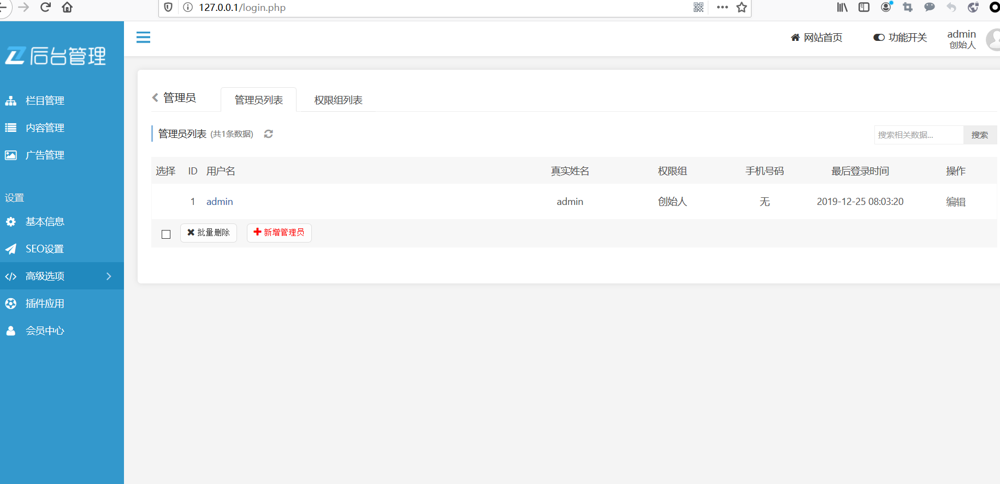 127.0.0.1/login.php
后台管理
网站首页
功能开关
admin
创始人
栏目管理
内容管理
广告管理
设置
基本信息
SEO设置
高级选项
插件应用
会员中心
管理员
管理员列表
权限组列表
管理员列表 (共1条数据)
搜索相关数据...
搜索
选择 ID 用户名 真实姓名 权限组 手机号码 最后登录时间 操作
1 admin admin 创始人 无 2019-12-25 08:03:20 编辑
批量删除
新增管理员